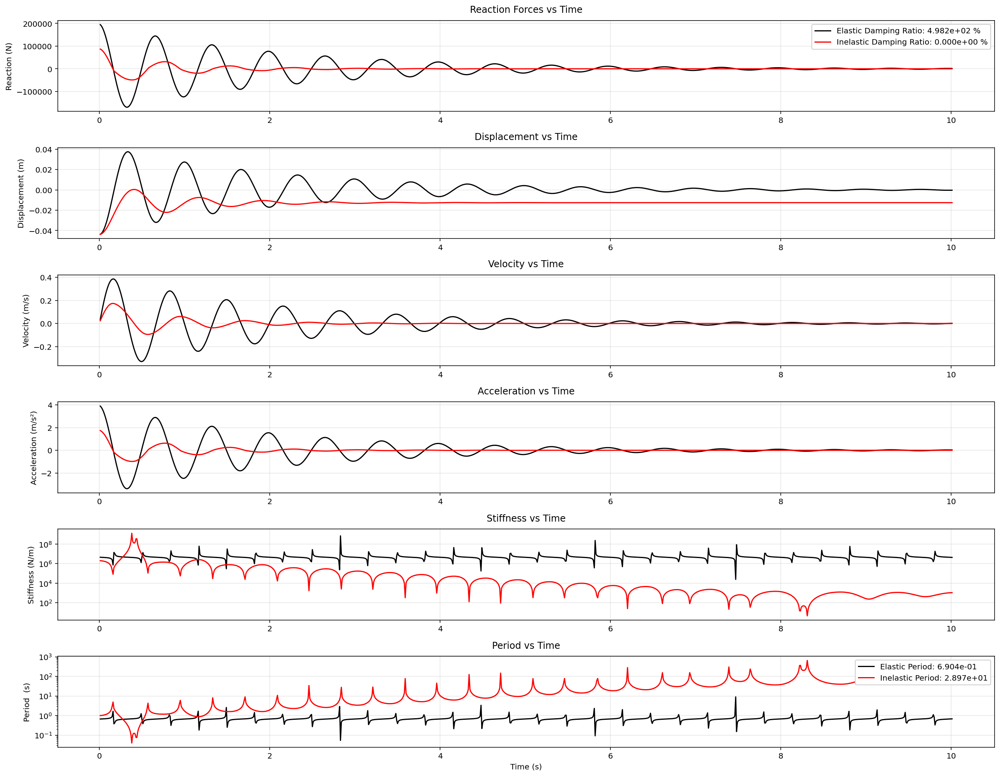 Reaction Forces vs Time
Reaction (N)
200000
100000
0
−100000
Elastic Damping Ratio: 4.982e+02 %
Inelastic Damping Ratio: 0.000e+00 %
0 2 4 6 8 10
Displacement vs Time
Displacement (m)
0.04
0.02
0.00
−0.02
−0.04
0 2 4 6 8 10
Velocity vs Time
Velocity (m/s)
0.4
0.2
0.0
−0.2
0 2 4 6 8 10
Acceleration vs Time
Acceleration (m/s²)
4
2
0
−2
0 2 4 6 8 10
Stiffness vs Time
Stiffness (N/m)
10⁸
10⁶
10⁴
10²
0 2 4 6 8 10
Period vs Time
Period (s)
10³
10²
10¹
10⁰
10⁻¹
Elastic Period: 6.904e-01
Inelastic Period: 2.897e+01
0 2 4 6 8 10
Time (s)